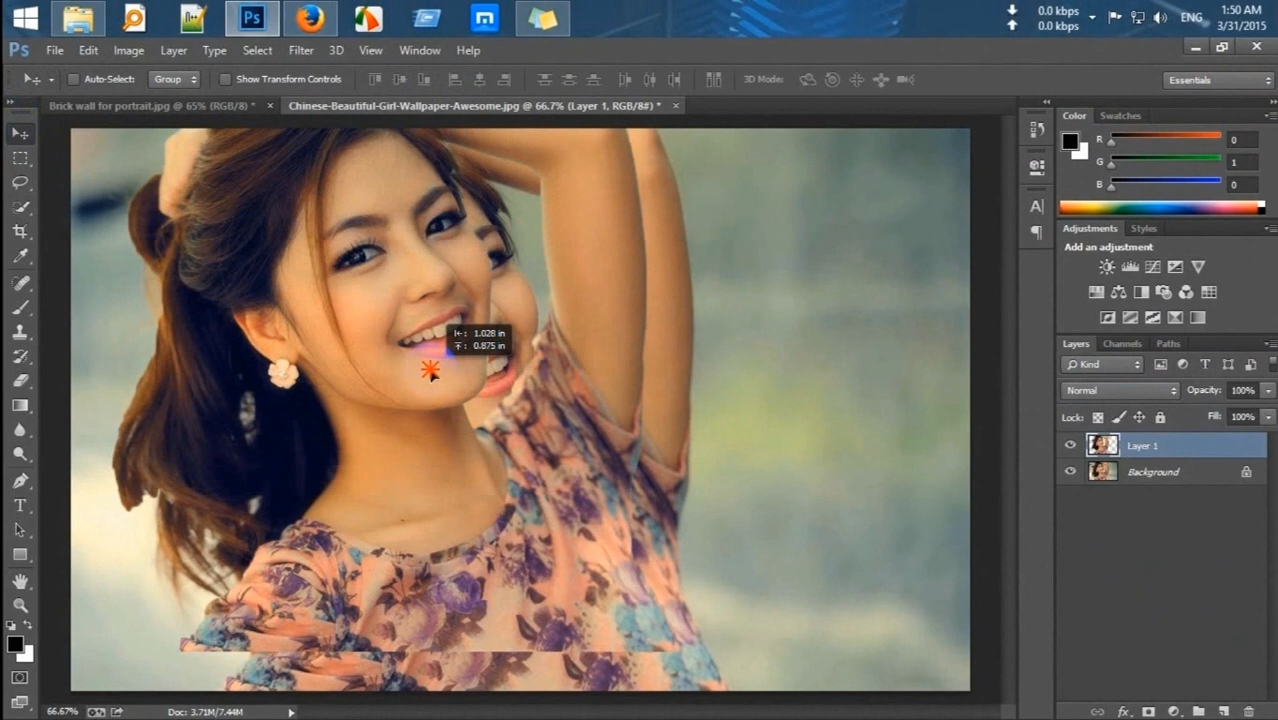 0.0 kbps
0.0 kbps
ENG
1:50 AM
3/31/2015
Ps
Ps File Edit Image Layer Type Select Filter 3D View Window Help
Auto-Select: Group Show Transform Controls 3D Mode: Essentials
Brick wall for portrait.jpg @ 65% (RGB/8) * × Chinese-Beautiful-Girl-Wallpaper-Awesome.jpg @ 66.7% (Layer 1, RGB/8#) * ×
Color Swatches
R 0
G 1
B 0
Adjustments Styles
Add an adjustment
Layers Channels Paths
Kind
Normal Opacity: 100%
Lock: Fill: 100%
Layer 1
Background
1.028 in
0.875 in
66.67% Doc: 3.71M/7.44M